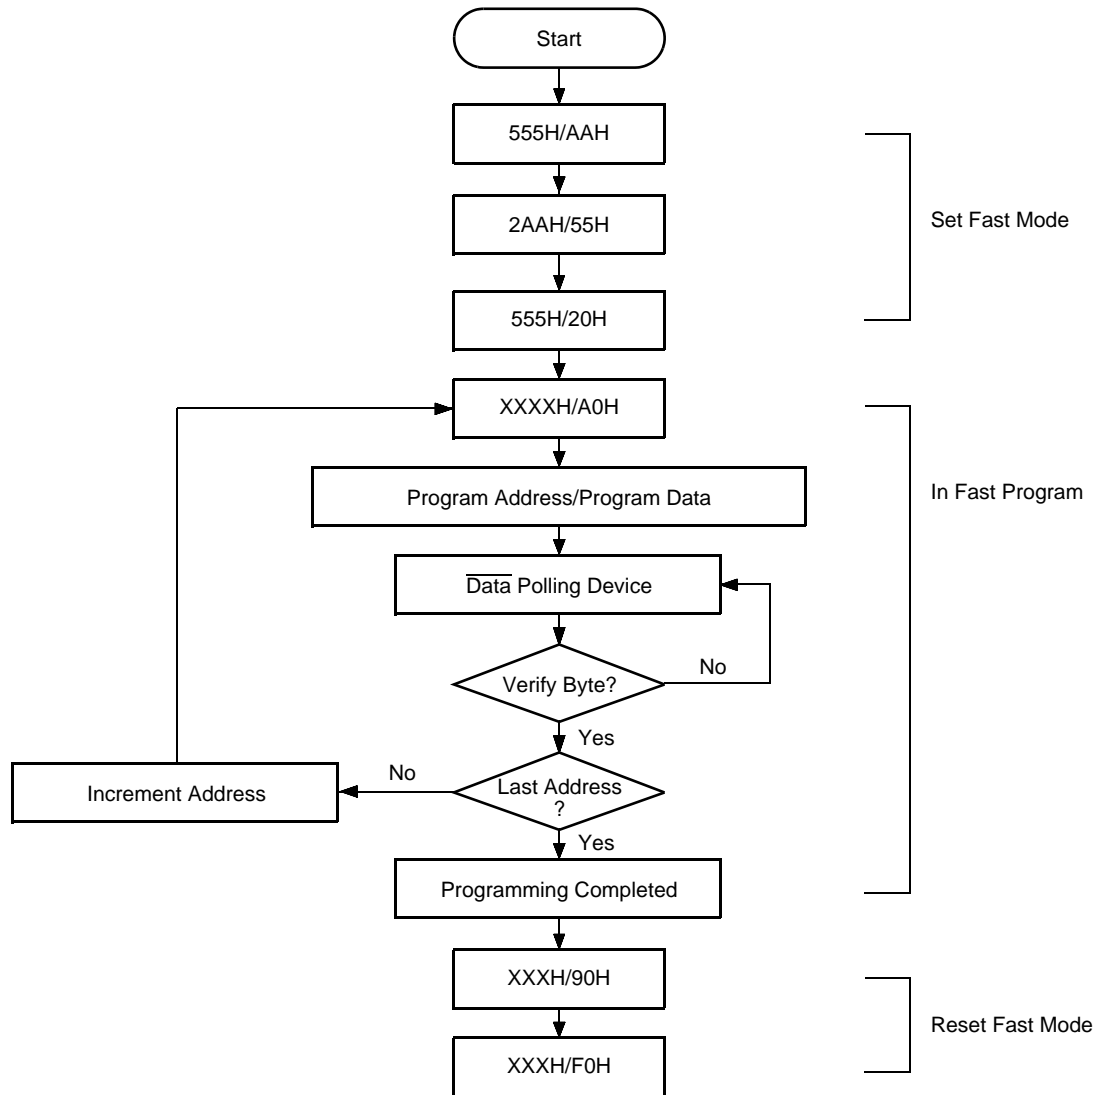 Start
555H/AAH
2AAH/55H
Set Fast Mode
555H/20H
XXXXH/A0H
In Fast Program
Program Address/Program Data
D̅a̅t̅a̅ Polling Device
No
Verify Byte?
Yes
No
Last Address
?
Increment Address
Yes
Programming Completed
XXXH/90H
Reset Fast Mode
XXXH/F0H